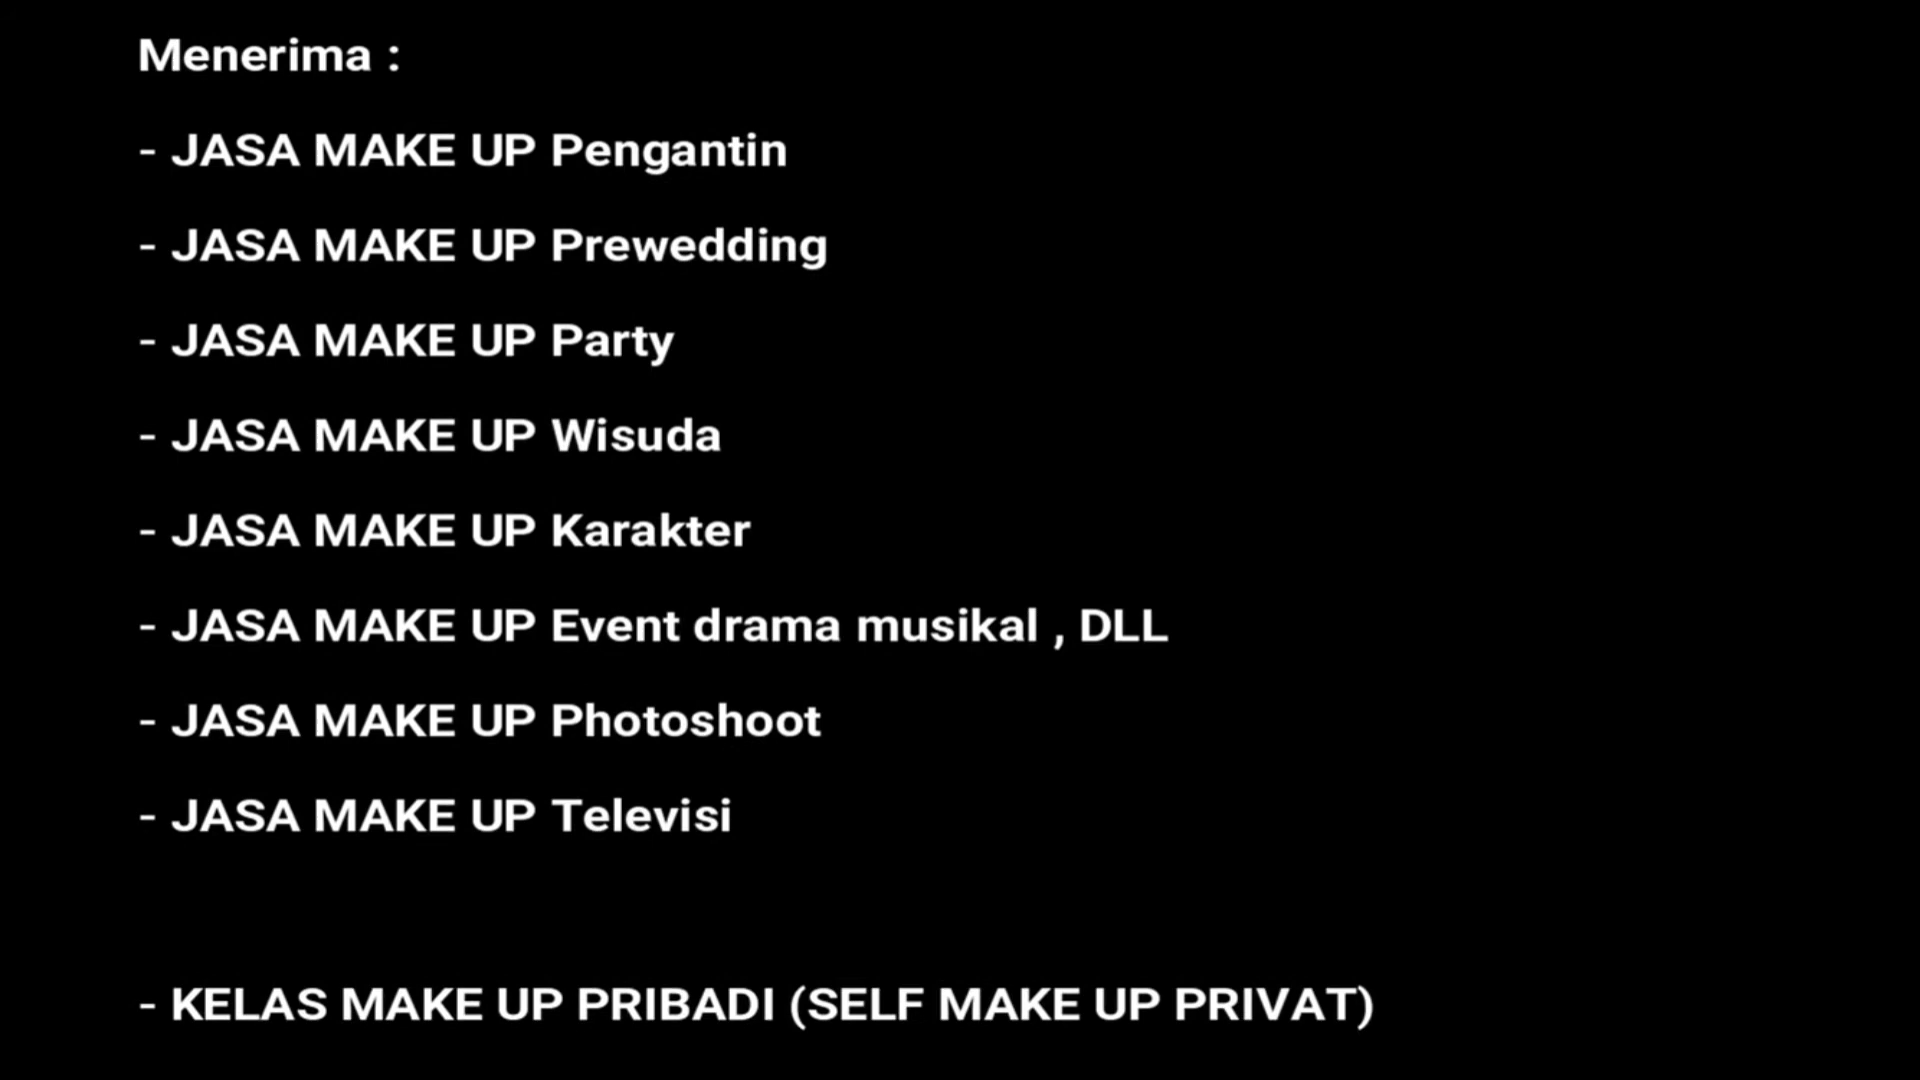 Menerima :
- JASA MAKE UP Pengantin
- JASA MAKE UP Prewedding
- JASA MAKE UP Party
- JASA MAKE UP Wisuda
- JASA MAKE UP Karakter
- JASA MAKE UP Event drama musikal , DLL
- JASA MAKE UP Photoshoot
- JASA MAKE UP Televisi
- KELAS MAKE UP PRIBADI (SELF MAKE UP PRIVAT)